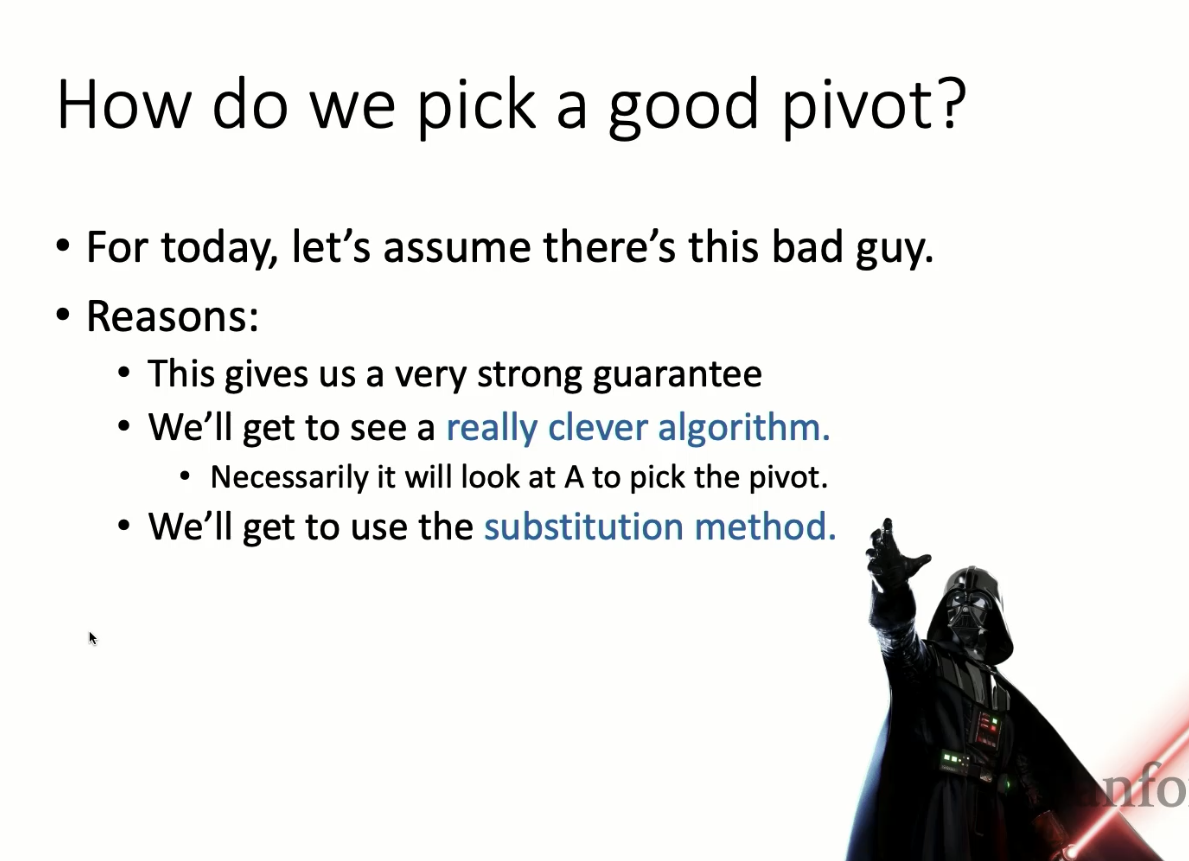 How do we pick a good pivot?
• For today, let’s assume there’s this bad guy.
• Reasons:
• This gives us a very strong guarantee
• We’ll get to see a really clever algorithm.
• Necessarily it will look at A to pick the pivot.
• We’ll get to use the substitution method.